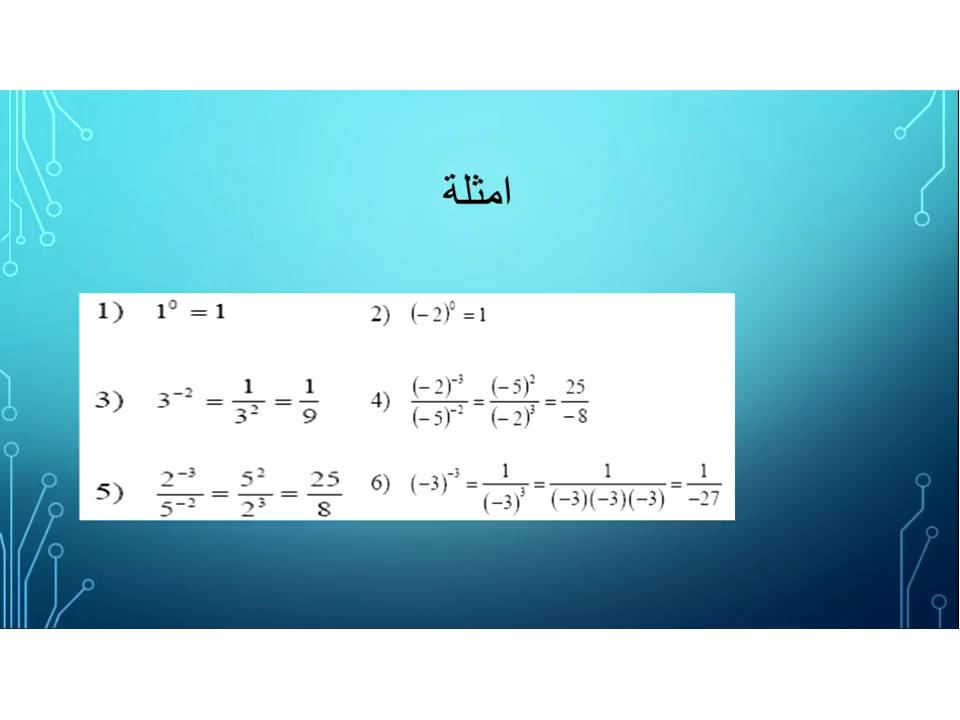 امثلة
1) 1⁰ = 1
2) (−2)⁰ = 1
3) 3⁻² = 1/3² = 1/9
4) (−2)⁻³/(−5)⁻² = (−5)²/(−2)³ = 25/−8
5) 2⁻³/5⁻² = 5²/2³ = 25/8
6) (−3)⁻³ = 1/(−3)³ = 1/(−3)(−3)(−3) = 1/−27